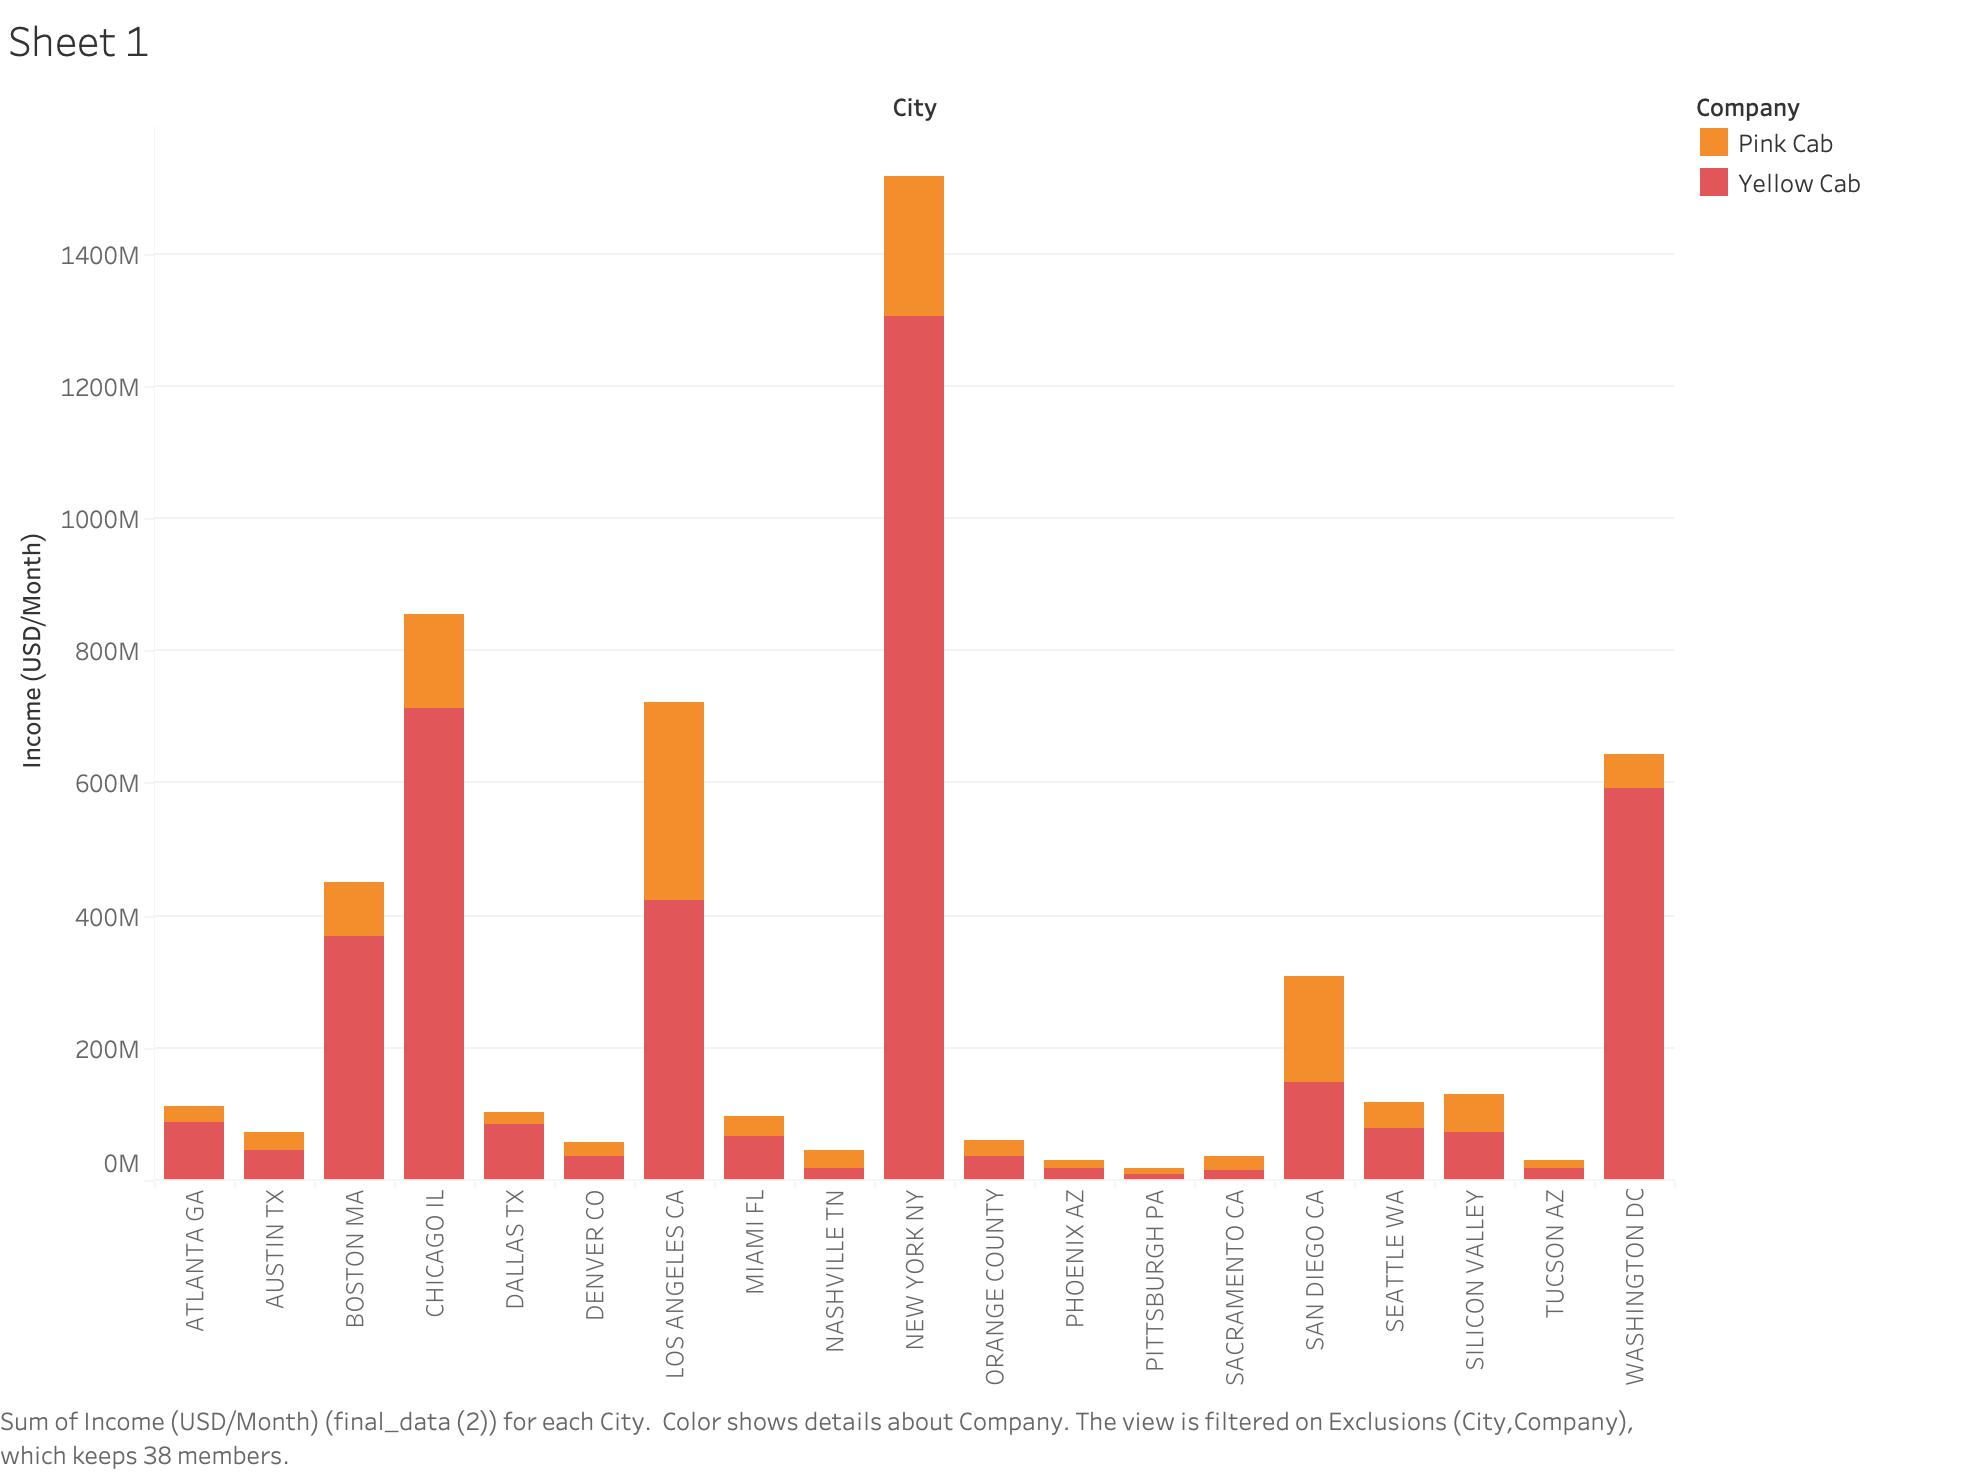 Sheet 1
City
Company
Pink Cab
Yellow Cab
Income (USD/Month)
1400M
1200M
1000M
800M
600M
400M
200M
0M
ATLANTA GA
AUSTIN TX
BOSTON MA
CHICAGO IL
DALLAS TX
DENVER CO
LOS ANGELES CA
MIAMI FL
NASHVILLE TN
NEW YORK NY
ORANGE COUNTY
PHOENIX AZ
PITTSBURGH PA
SACRAMENTO CA
SAN DIEGO CA
SEATTLE WA
SILICON VALLEY
TUCSON AZ
WASHINGTON DC
Sum of Income (USD/Month) (final_data (2)) for each City.  Color shows details about Company. The view is filtered on Exclusions (City,Company),
which keeps 38 members.